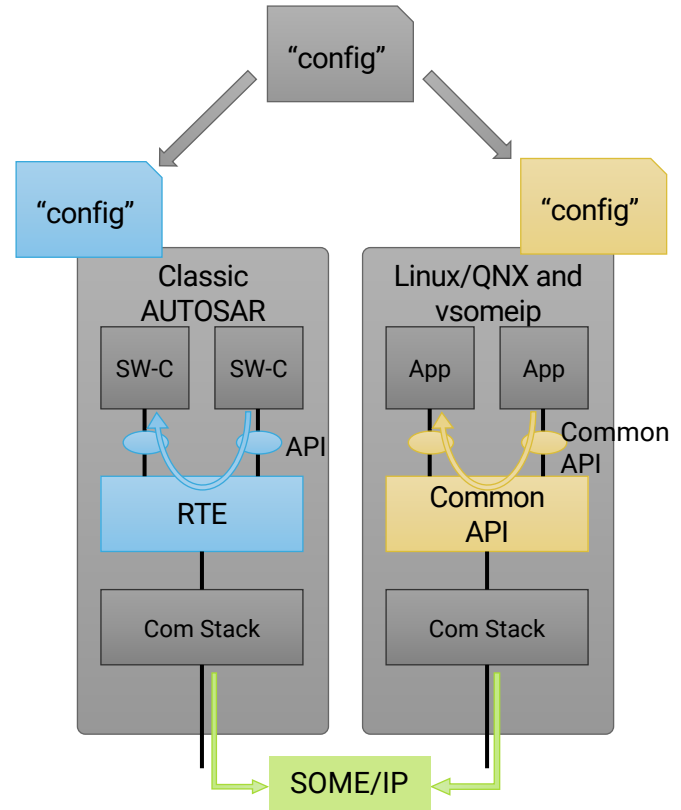 “config”
“config”
“config”
Classic
AUTOSAR
SW-C
SW-C
API
RTE
Com Stack
Linux/QNX and
vsomeip
App
App
Common
API
Common
API
Com Stack
SOME/IP